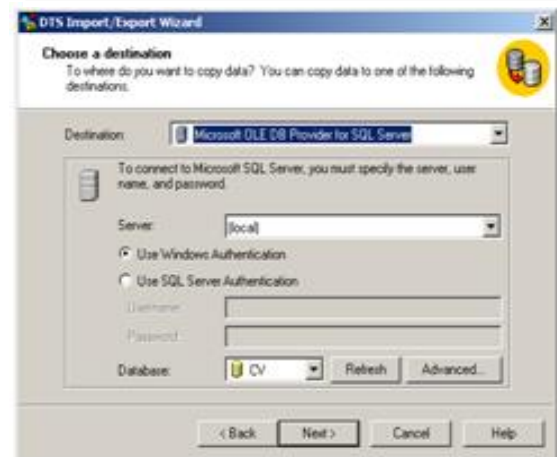 DTS Import/Export Wizard
Choose a destination
To where do you want to copy data? You can copy data to one of the following
destinations.
Destination: Microsoft OLE DB Provider for SQL Server
To connect to Microsoft SQL Server, you must specify the server, user
name, and password.
Server: (local)
Use Windows Authentication
Use SQL Server Authentication
Username:
Password:
Database: CV Refresh Advanced...
< Back Next > Cancel Help